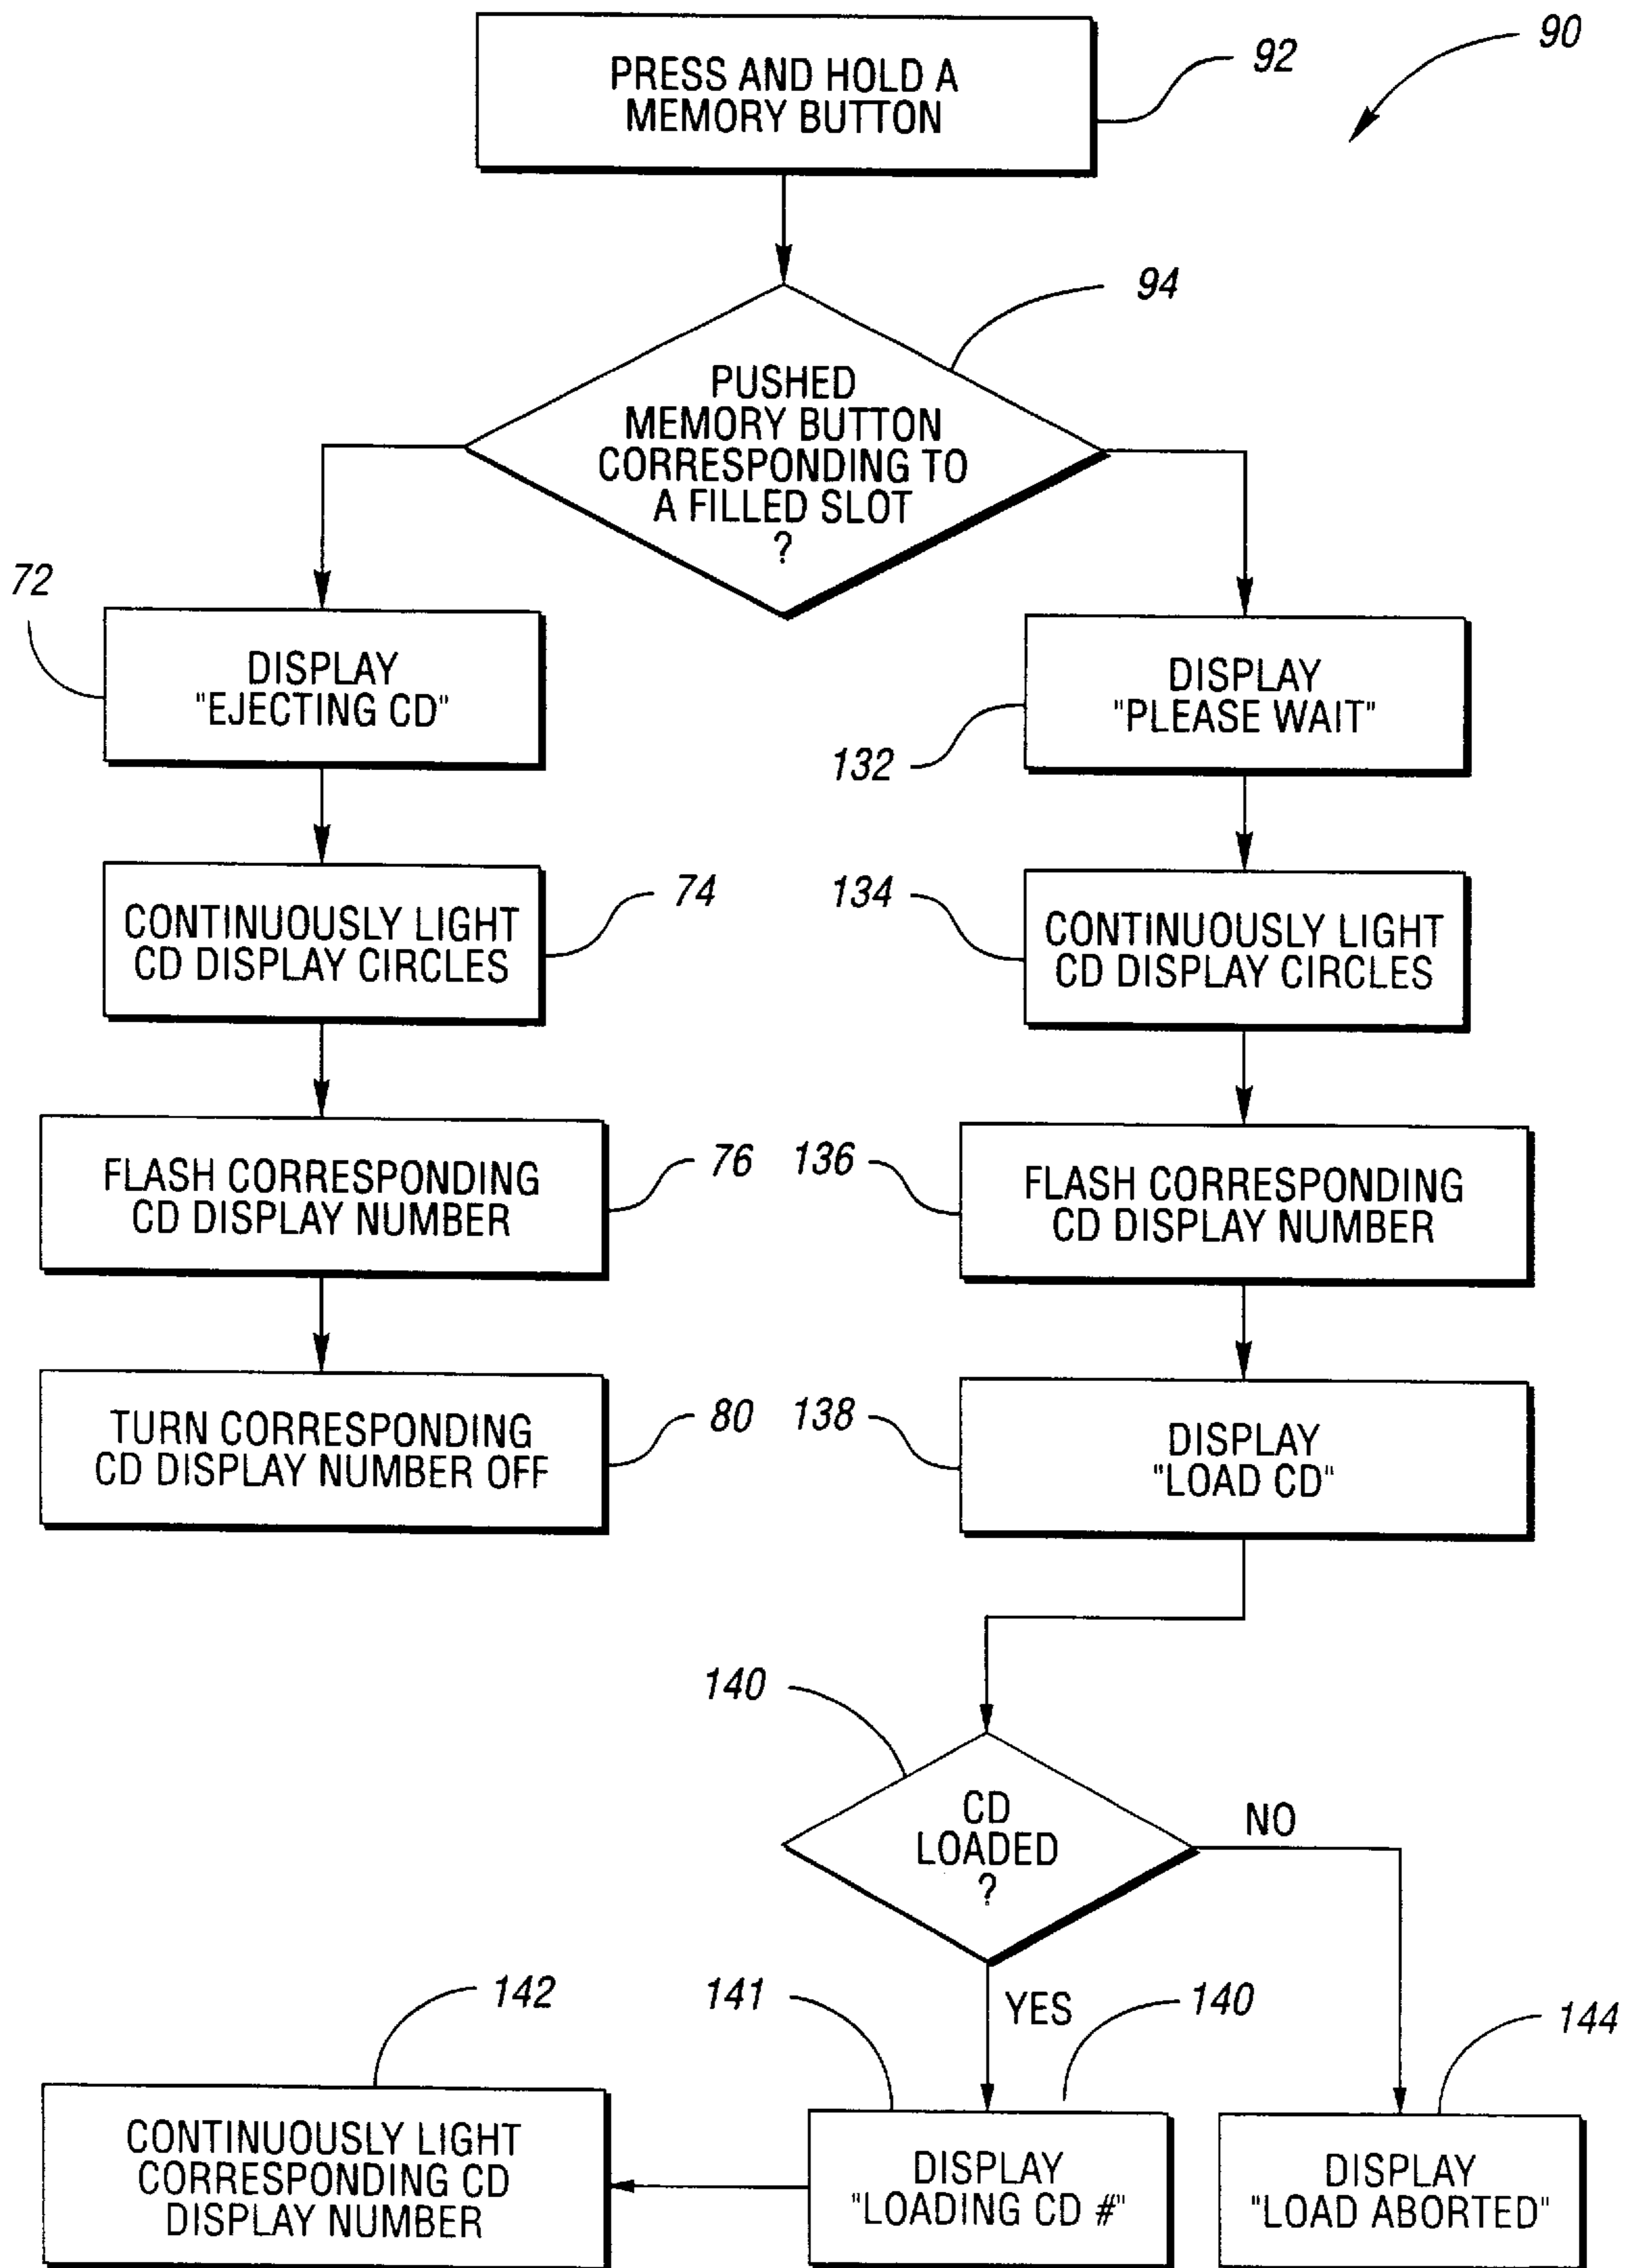 90
PRESS AND HOLD A
MEMORY BUTTON
92
94
PUSHED
MEMORY BUTTON
CORRESPONDING TO
A FILLED SLOT
?
72
DISPLAY
"EJECTING CD"
DISPLAY
"PLEASE WAIT"
132
CONTINUOUSLY LIGHT
CD DISPLAY CIRCLES
74
134
CONTINUOUSLY LIGHT
CD DISPLAY CIRCLES
FLASH CORRESPONDING
CD DISPLAY NUMBER
76
136
FLASH CORRESPONDING
CD DISPLAY NUMBER
TURN CORRESPONDING
CD DISPLAY NUMBER OFF
80
138
DISPLAY
"LOAD CD"
140
CD
LOADED
?
NO
YES
142
141
140
144
CONTINUOUSLY LIGHT
CORRESPONDING CD
DISPLAY NUMBER
DISPLAY
"LOADING CD #"
DISPLAY
"LOAD ABORTED"